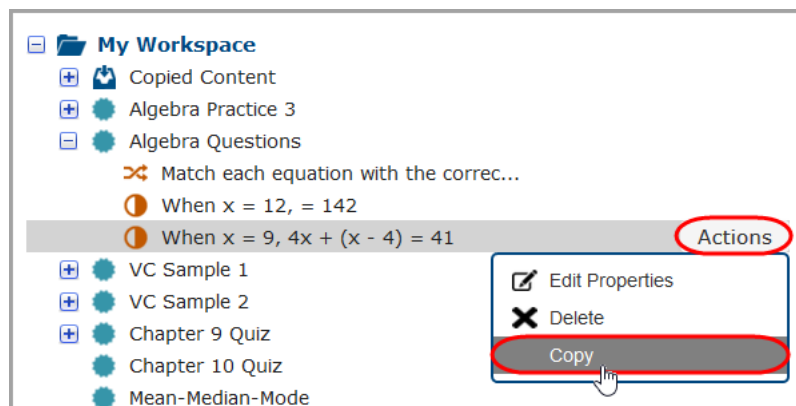 My Workspace
Copied Content
Algebra Practice 3
Algebra Questions
Match each equation with the correc...
When x = 12, = 142
When x = 9, 4x + (x - 4) = 41 Actions
VC Sample 1
Edit Properties
VC Sample 2
Delete
Chapter 9 Quiz
Copy
Chapter 10 Quiz
Mean-Median-Mode